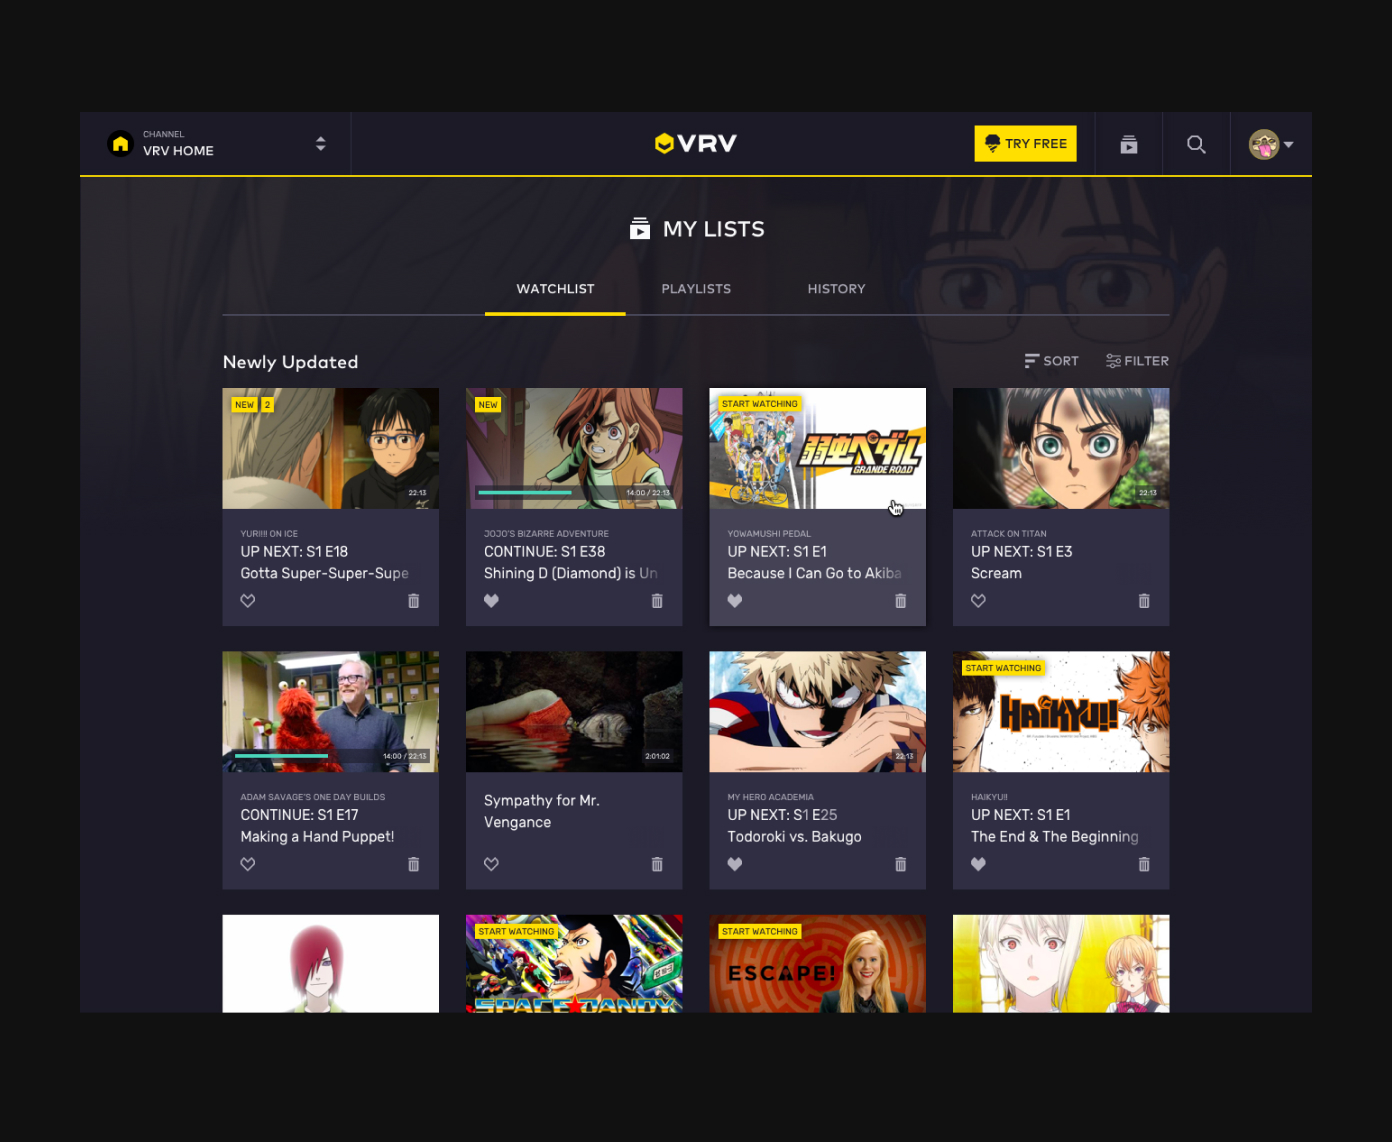 CHANNEL
VRV HOME
VRV
TRY FREE
MY LISTS
WATCHLIST
PLAYLISTS
HISTORY
Newly Updated
SORT
FILTER
NEW 2
22:13
YURI!!! ON ICE
UP NEXT: S1 E18
Gotta Super-Super-Supe
NEW
14:00 / 22:13
JOJO'S BIZARRE ADVENTURE
CONTINUE: S1 E38
Shining D (Diamond) is Un
START WATCHING
弱虫ペダル
GRANDE ROAD
YOWAMUSHI PEDAL
UP NEXT: S1 E1
Because I Can Go to Akiba
22:13
ATTACK ON TITAN
UP NEXT: S1 E3
Scream
14:00 / 22:13
ADAM SAVAGE'S ONE DAY BUILDS
CONTINUE: S1 E17
Making a Hand Puppet!
2:01:02
Sympathy for Mr.
Vengance
22:13
MY HERO ACADEMIA
UP NEXT: S1 E25
Todoroki vs. Bakugo
START WATCHING
HAIKYU!!
HAIKYU!!
UP NEXT: S1 E1
The End & The Beginning
START WATCHING
SPACE DANDY
START WATCHING
ESCAPE!